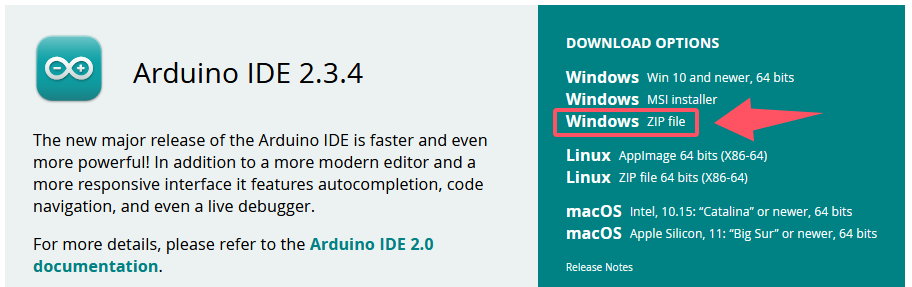 Arduino IDE 2.3.4
The new major release of the Arduino IDE is faster and even
more powerful! In addition to a more modern editor and a
more responsive interface it features autocompletion, code
navigation, and even a live debugger.
For more details, please refer to the Arduino IDE 2.0
documentation.
DOWNLOAD OPTIONS
Windows Win 10 and newer, 64 bits
Windows MSI installer
Windows ZIP file
Linux AppImage 64 bits (X86-64)
Linux ZIP file 64 bits (X86-64)
macOS Intel, 10.15: “Catalina” or newer, 64 bits
macOS Apple Silicon, 11: “Big Sur” or newer, 64 bits
Release Notes